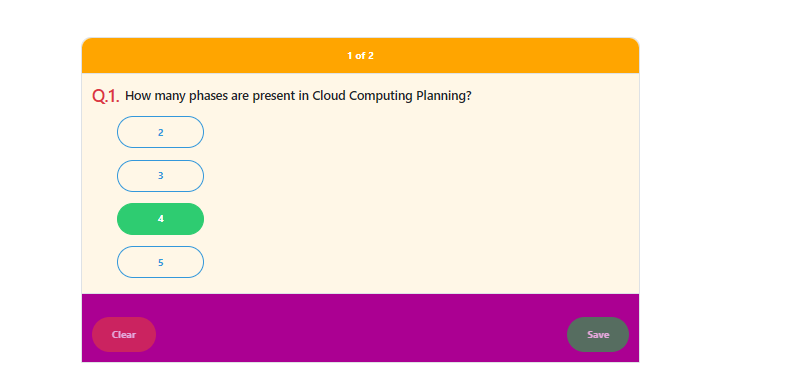 1 of 2
Q.1. How many phases are present in Cloud Computing Planning?
2
3
4
5
Clear Save